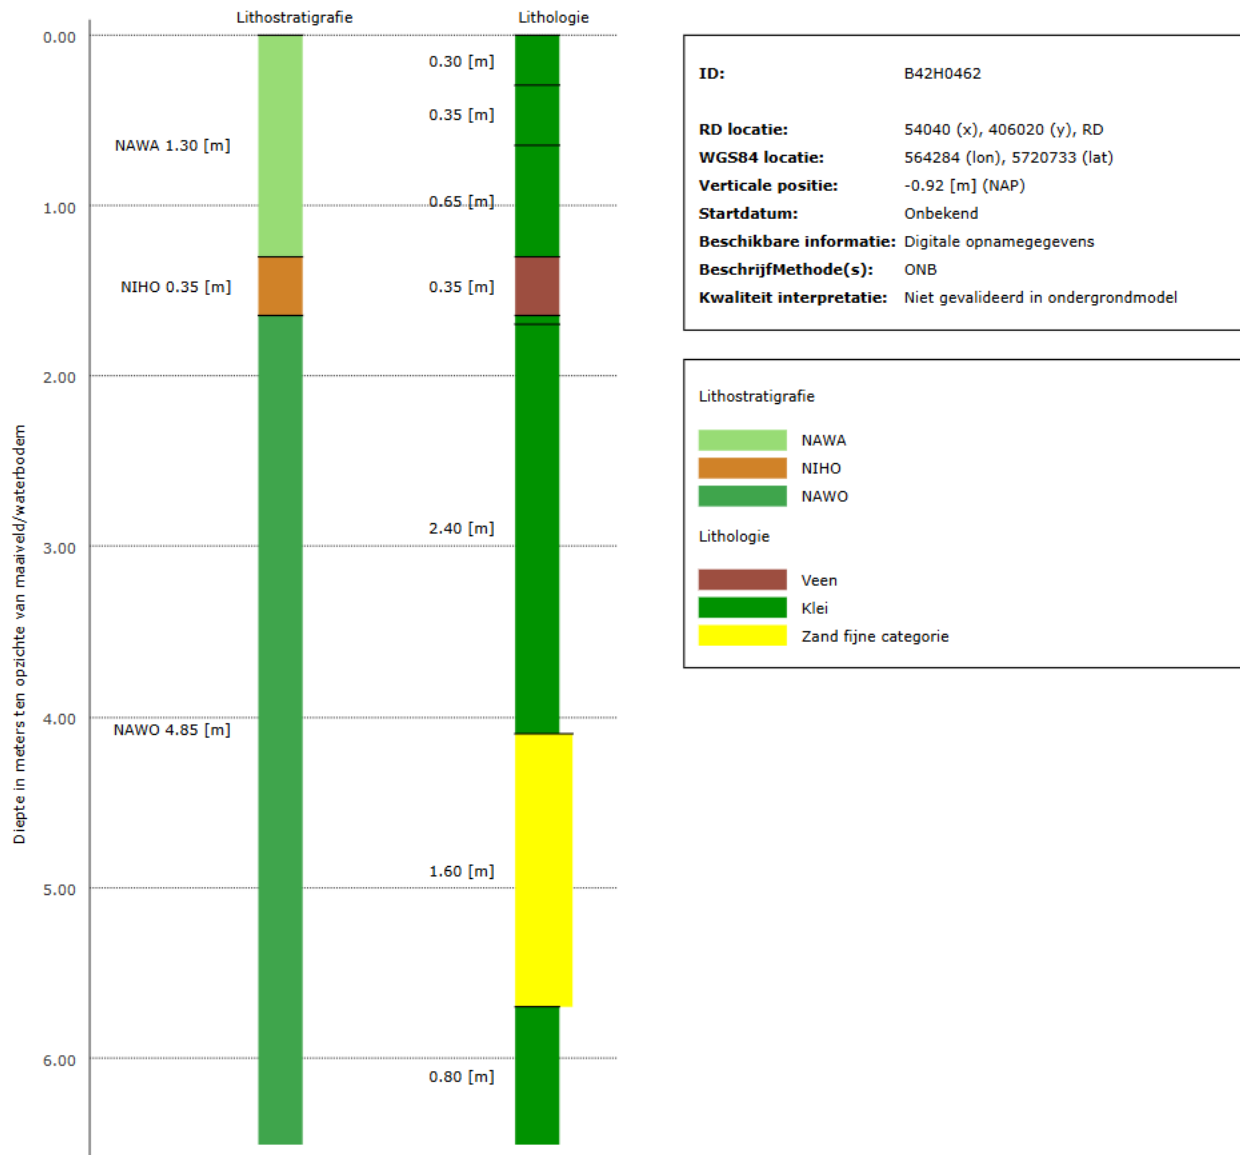 Lithostratigrafie
Lithologie
Diepte in meters ten opzichte van maaiveld/waterbodem
0.00
1.00
2.00
3.00
4.00
5.00
6.00
NAWA 1.30 [m]
NIHO 0.35 [m]
NAWO 4.85 [m]
0.30 [m]
0.35 [m]
0.65 [m]
0.35 [m]
2.40 [m]
1.60 [m]
0.80 [m]
ID: B42H0462
RD locatie: 54040 (x), 406020 (y), RD
WGS84 locatie: 564284 (lon), 5720733 (lat)
Verticale positie: -0.92 [m] (NAP)
Startdatum: Onbekend
Beschikbare informatie: Digitale opnamegegevens
BeschrijfMethode(s): ONB
Kwaliteit interpretatie: Niet gevalideerd in ondergrondmodel
Lithostratigrafie
NAWA
NIHO
NAWO
Lithologie
Veen
Klei
Zand fijne categorie